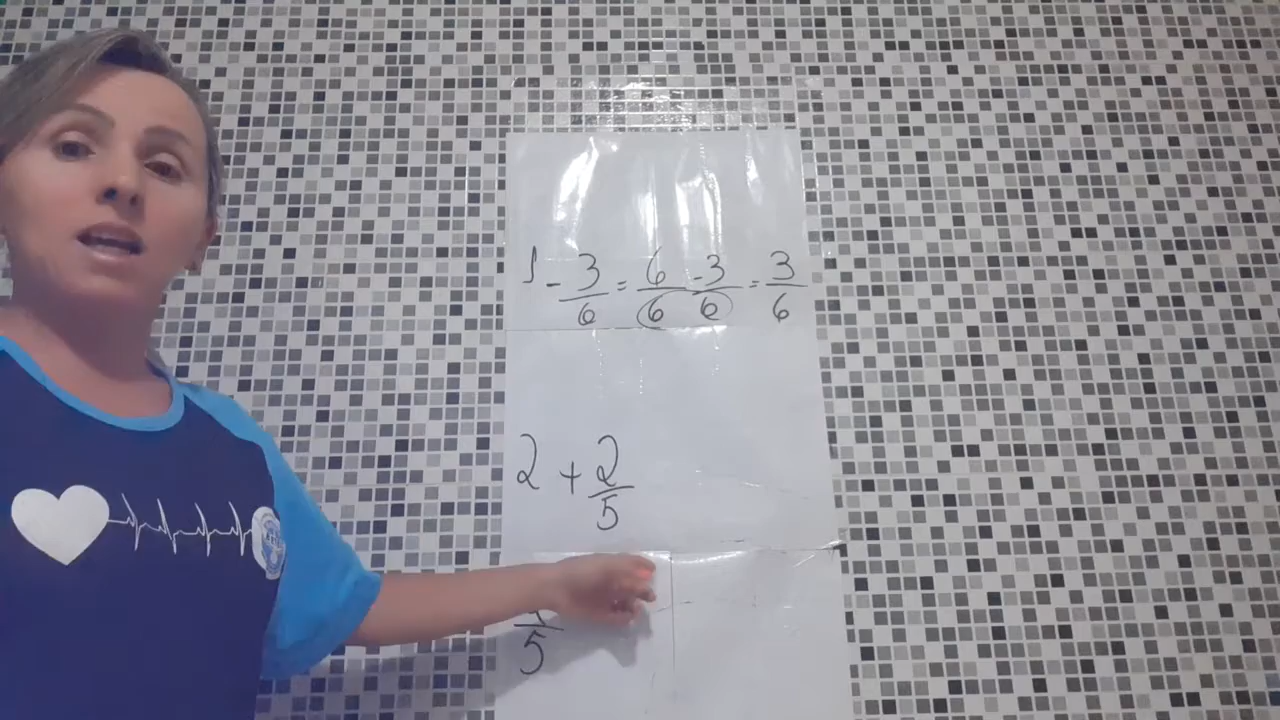 1 - 3/6 = 6/6 - 3/6 = 3/6
2 + 2/5
/5